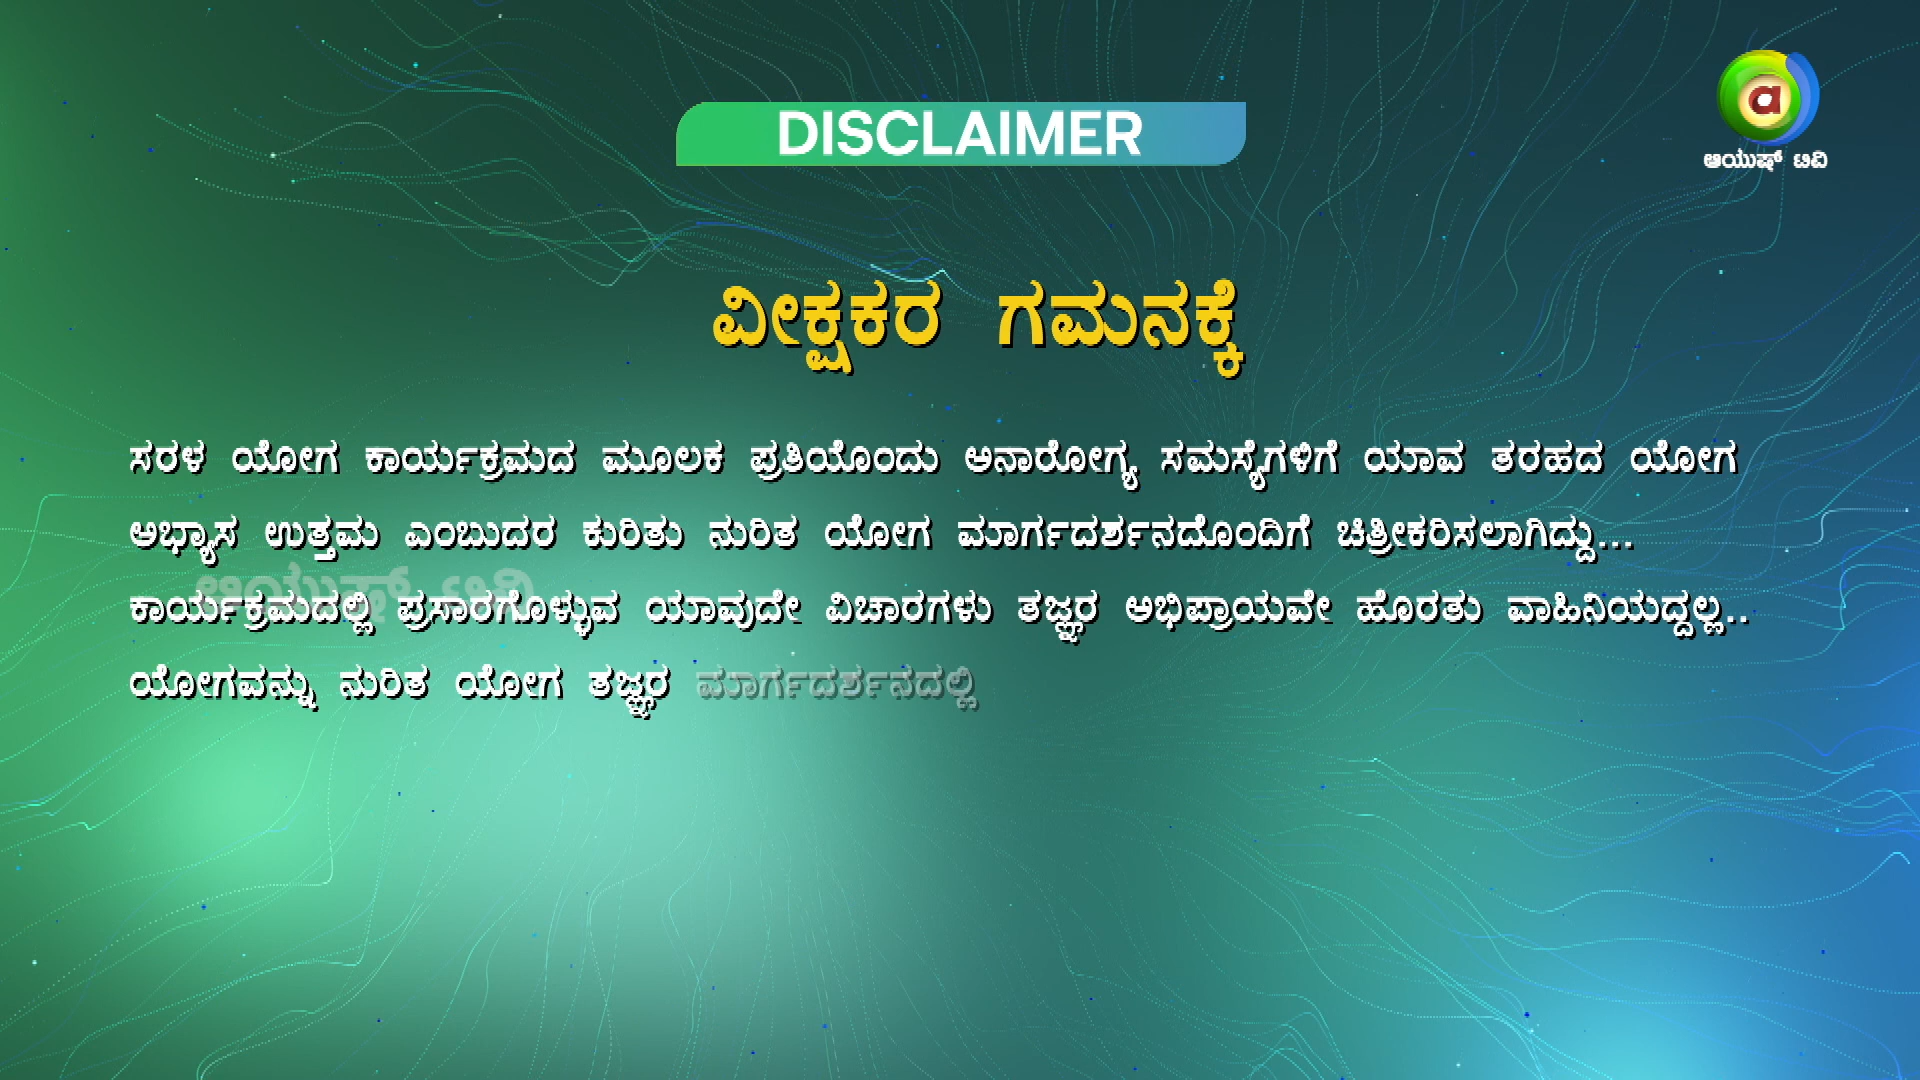 DISCLAIMER
ಆಯುಷ್ ಟಿವಿ
ವೀಕ್ಷಕರ ಗಮನಕ್ಕೆ
ಸರಳ ಯೋಗ ಕಾರ್ಯಕ್ರಮದ ಮೂಲಕ ಪ್ರತಿಯೊಂದು ಅನಾರೋಗ್ಯ ಸಮಸ್ಯೆಗಳಿಗೆ ಯಾವ ತರಹದ ಯೋಗ
ಅಭ್ಯಾಸ ಉತ್ತಮ ಎಂಬುದರ ಕುರಿತು ನುರಿತ ಯೋಗ ಮಾರ್ಗದರ್ಶನದೊಂದಿಗೆ ಚಿತ್ರೀಕರಿಸಲಾಗಿದ್ದು...
ಆಯುಷ್ ಟಿವಿ
ಕಾರ್ಯಕ್ರಮದಲ್ಲಿ ಪ್ರಸಾರಗೊಳ್ಳುವ ಯಾವುದೇ ವಿಚಾರಗಳು ತಜ್ಞರ ಅಭಿಪ್ರಾಯವೇ ಹೊರತು ವಾಹಿನಿಯದ್ದಲ್ಲ..
ಯೋಗವನ್ನು ನುರಿತ ಯೋಗ ತಜ್ಞರ ಮಾರ್ಗದರ್ಶನದಲ್ಲಿ